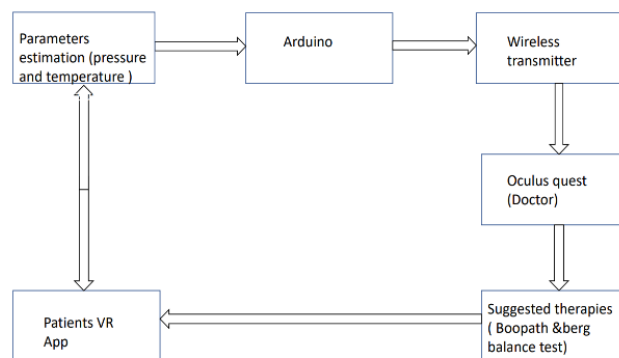 Parameters
estimation (pressure
and temperature )
Arduino
Wireless
transmitter
Oculus quest
(Doctor)
Suggested therapies
( Boopath &berg
balance test)
Patients VR
App